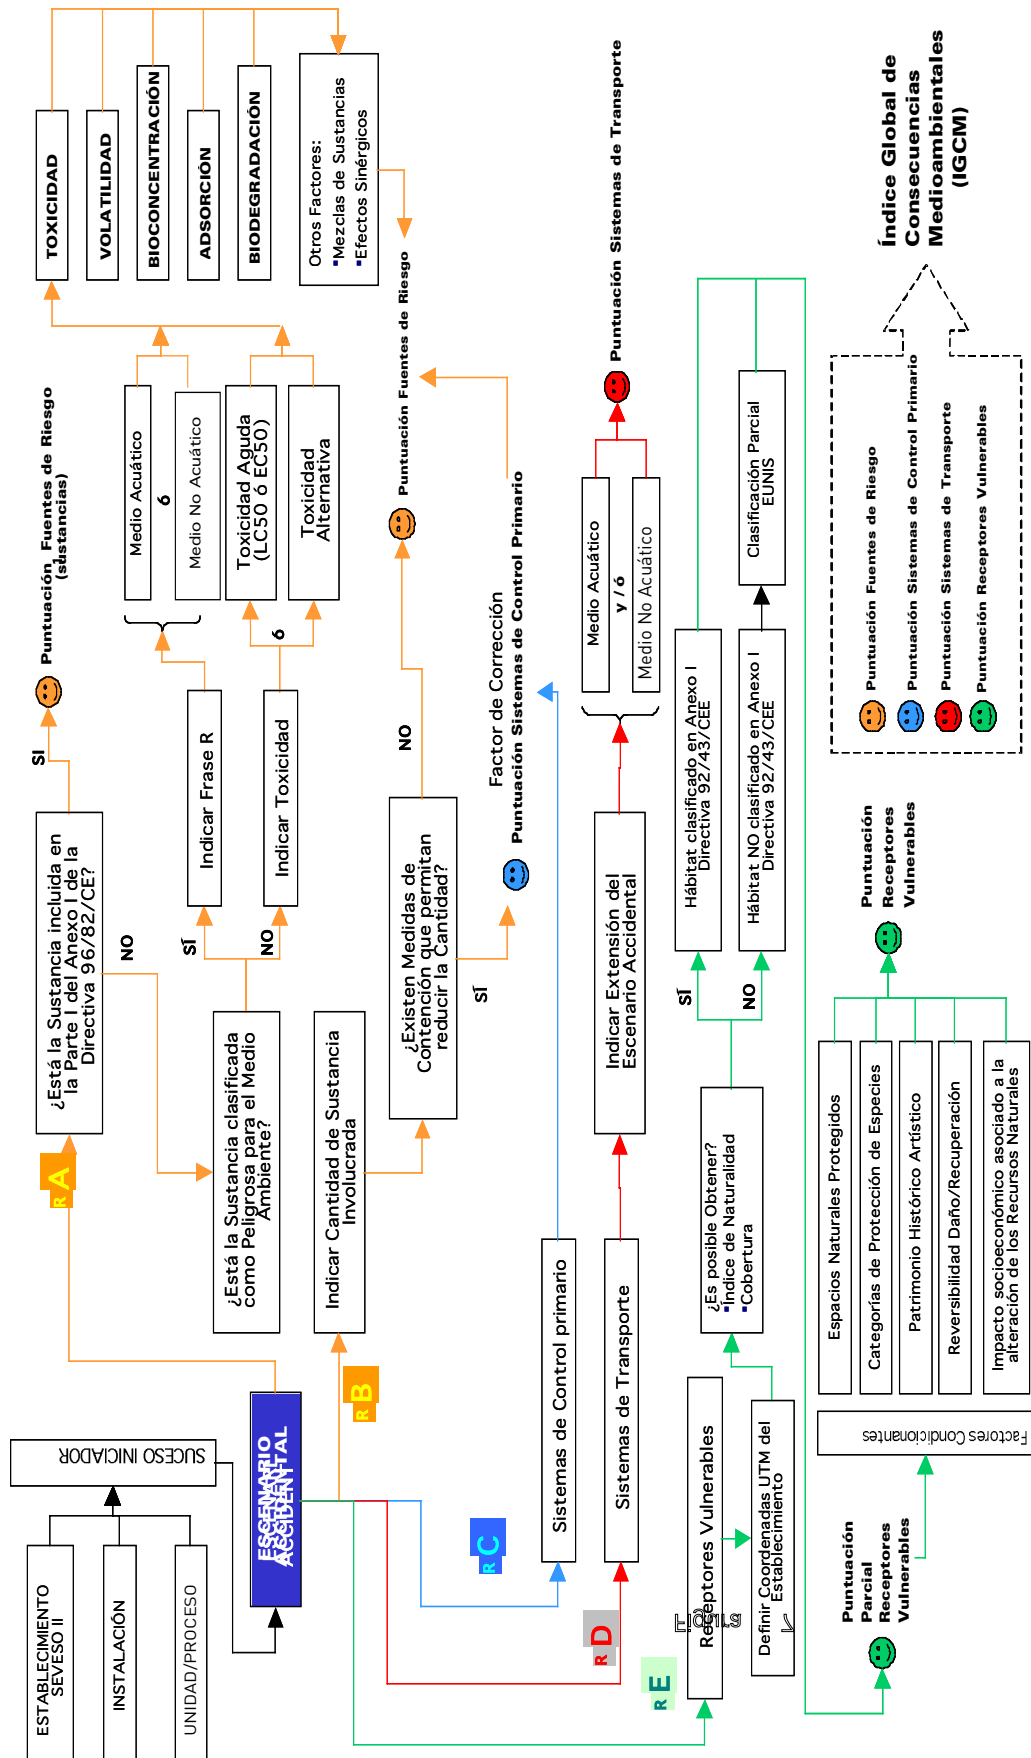 ESTABLECIMIENTO
SEVESO II
INSTALACIÓN
UNIDAD/PROCESO
SUCESO INICIADOR
ESCENARIO
ACCIDENTAL
R A
¿Está la Sustancia incluida en
la Parte I del Anexo I de la
Directiva 96/82/CE?
SI
NO
Puntuación Fuentes de Riesgo
(sustancias)
¿Está la Sustancia clasificada
como Peligrosa para el Medio
Ambiente?
SÍ
NO
Indicar Frase R
Indicar Toxicidad
Medio Acuático
ó
Medio No Acuático
ó
Toxicidad Aguda
(LC50 ó EC50)
Toxicidad
Alternativa
TOXICIDAD
VOLATILIDAD
BIOCONCENTRACIÓN
ADSORCIÓN
BIODEGRADACIÓN
Otros Factores:
▪Mezclas de Sustancias
▪Efectos Sinérgicos
R B
Indicar Cantidad de Sustancia
Involucrada
¿Existen Medidas de
Contención que permitan
reducir la Cantidad?
NO
SÍ
Puntuación Fuentes de Riesgo
Factor de Corrección
Puntuación Sistemas de Control Primario
R C
Sistemas de Control primario
R D
Sistemas de Transporte
Indicar Extensión del
Escenario Accidental
Medio Acuático
y / ó
Medio No Acuático
Puntuación Sistemas de Transporte
R E
Receptores Vulnerables
Definir Coordenadas UTM del
Establecimiento
¿Es posible Obtener?
▪Índice de Naturalidad
▪Cobertura
SÍ
NO
Hábitat clasificado en Anexo I
Directiva 92/43/CEE
Hábitat NO clasificado en Anexo I
Directiva 92/43/CEE
Clasificación Parcial
EUNIS
Puntuación
Parcial
Receptores
Vulnerables
Factores Condicionantes
Espacios Naturales Protegidos
Categorías de Protección de Especies
Patrimonio Histórico Artístico
Reversibilidad Daño/Recuperación
Impacto socioeconómico asociado a la
alteración de los Recursos Naturales
Puntuación
Receptores
Vulnerables
Puntuación Fuentes de Riesgo
Puntuación Sistemas de Control Primario
Puntuación Sistemas de Transporte
Puntuación Receptores Vulnerables
Índice Global de
Consecuencias
Medioambientales
(IGCM)